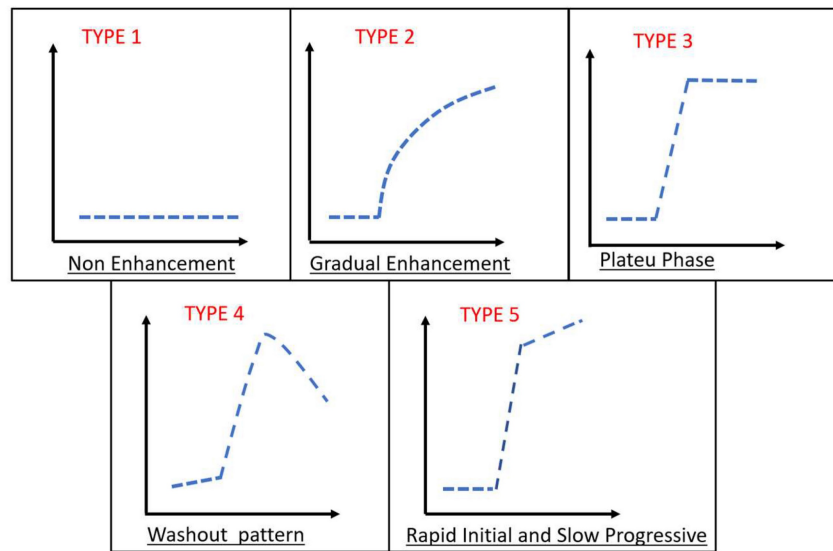 TYPE 1
Non Enhancement
TYPE 2
Gradual Enhancement
TYPE 3
Plateu Phase
TYPE 4
Washout pattern
TYPE 5
Rapid Initial and Slow Progressive